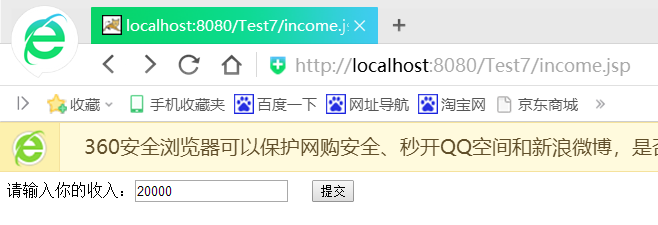 localhost:8080/Test7/income.js
http://localhost:8080/Test7/income.jsp
收藏 手机收藏夹 百度一下 网址导航 淘宝网 京东商城 »
360安全浏览器可以保护网购安全、秒开QQ空间和新浪微博，是否
请输入你的收入：20000 提交